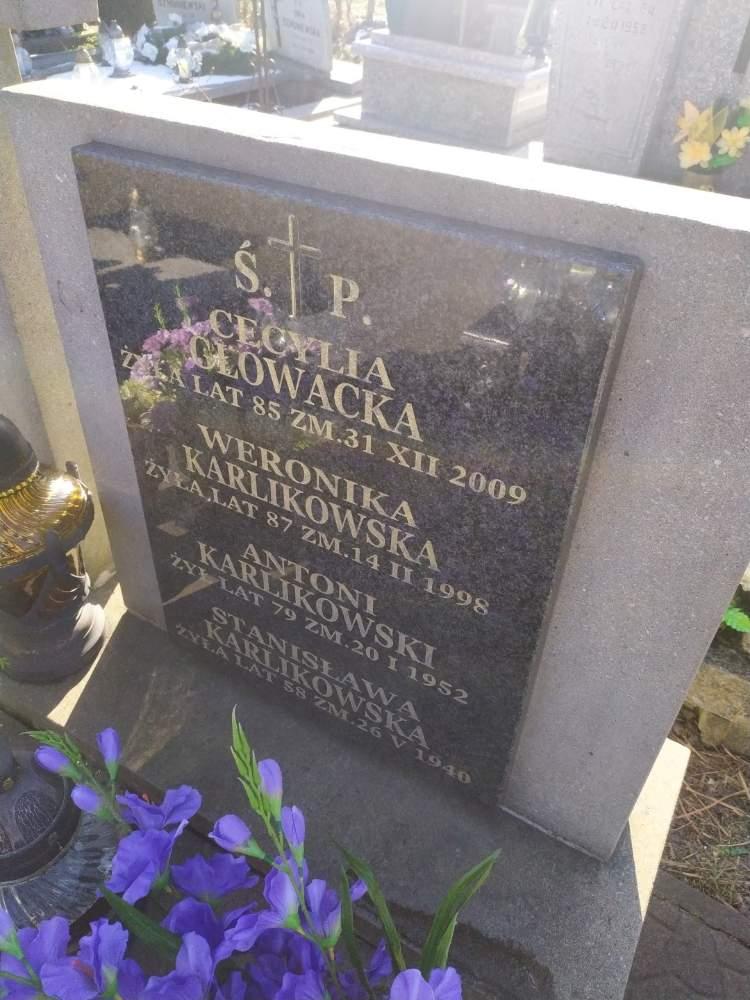 Ś. P.
CECYLIA
GŁOWACKA
ŻYŁA LAT 85 ZM.31 XII 2009
WERONIKA
KARLIKOWSKA
ŻYŁA LAT 87 ZM.14 II 1998
ANTONI
KARLIKOWSKI
ŻYŁ LAT 79 ZM.20 I 1952
STANISŁAWA
KARLIKOWSKA
ŻYŁA LAT 58 ZM.26 V 1940